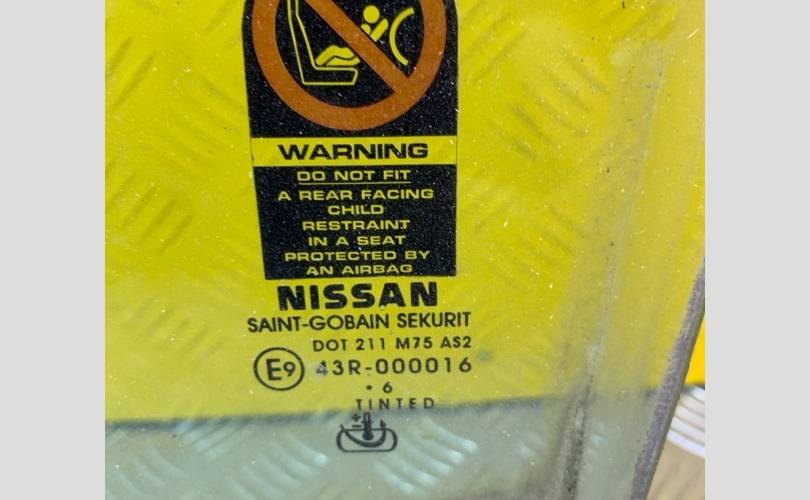 WARNING
DO NOT FIT
A REAR FACING
CHILD
RESTRAINT
IN A SEAT
PROTECTED BY
AN AIRBAG
NISSAN
SAINT-GOBAIN SEKURIT
DOT 211 M75 AS2
E9 43R-000016
· 6
TINTED